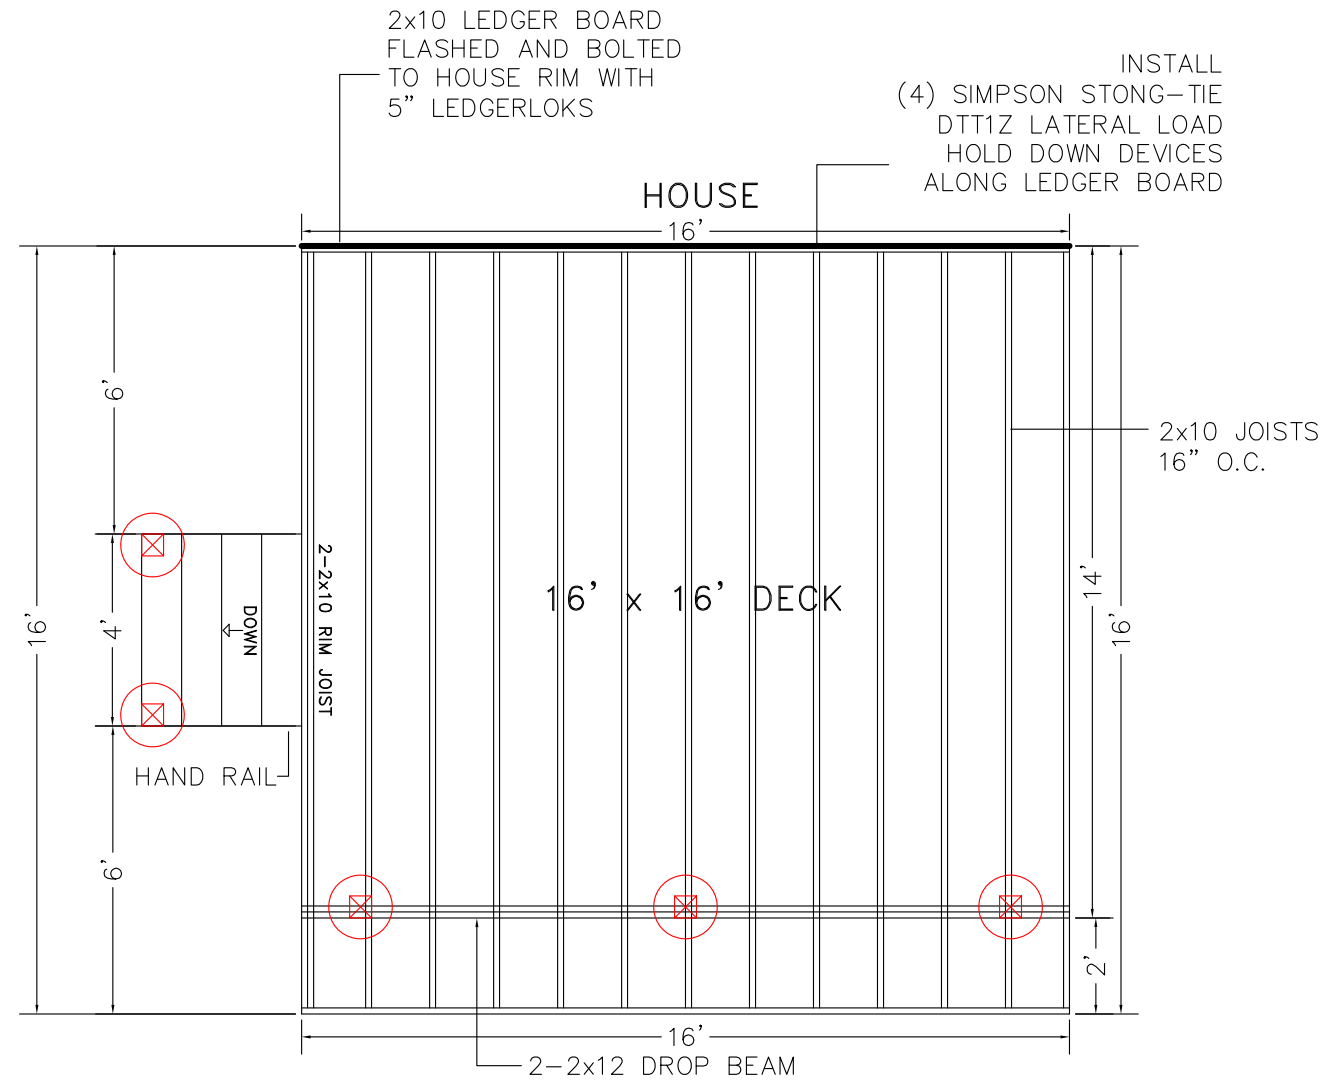 2x10 LEDGER BOARD
FLASHED AND BOLTED
TO HOUSE RIM WITH
5” LEDGERLOKS
INSTALL
(4) SIMPSON STONG-TIE
DTT1Z LATERAL LOAD
HOLD DOWN DEVICES
ALONG LEDGER BOARD
HOUSE
16'
6'
2x10 JOISTS
16” O.C.
16'
4'
DOWN
2-2x10 RIM JOIST
16' x 16' DECK
14'
16'
HAND RAIL
6'
2'
16'
2-2x12 DROP BEAM